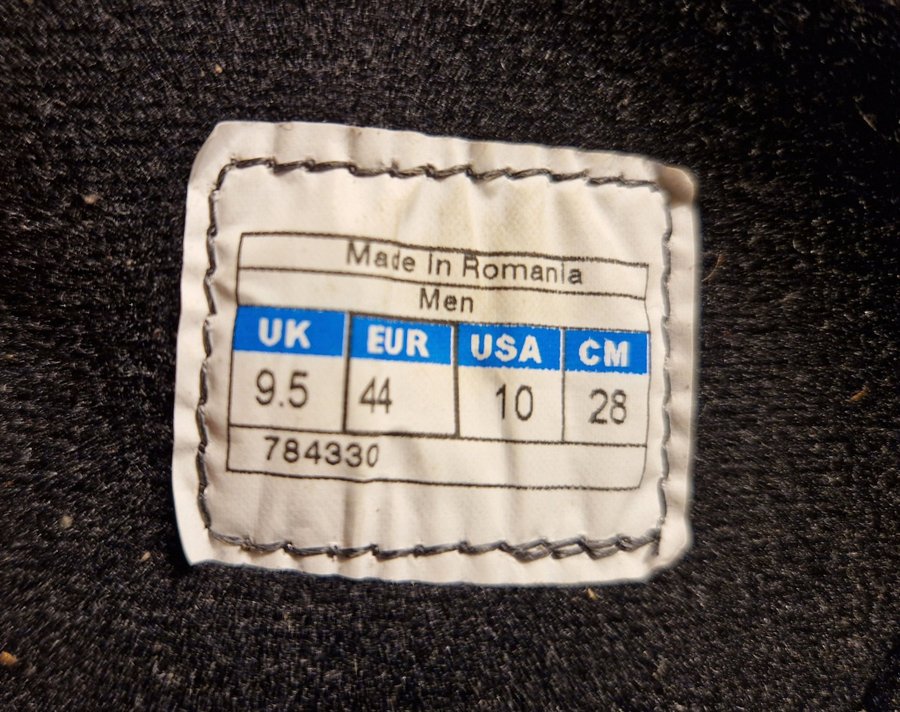 Made In Romania
Men
UK EUR USA CM
9.5 44 10 28
784330